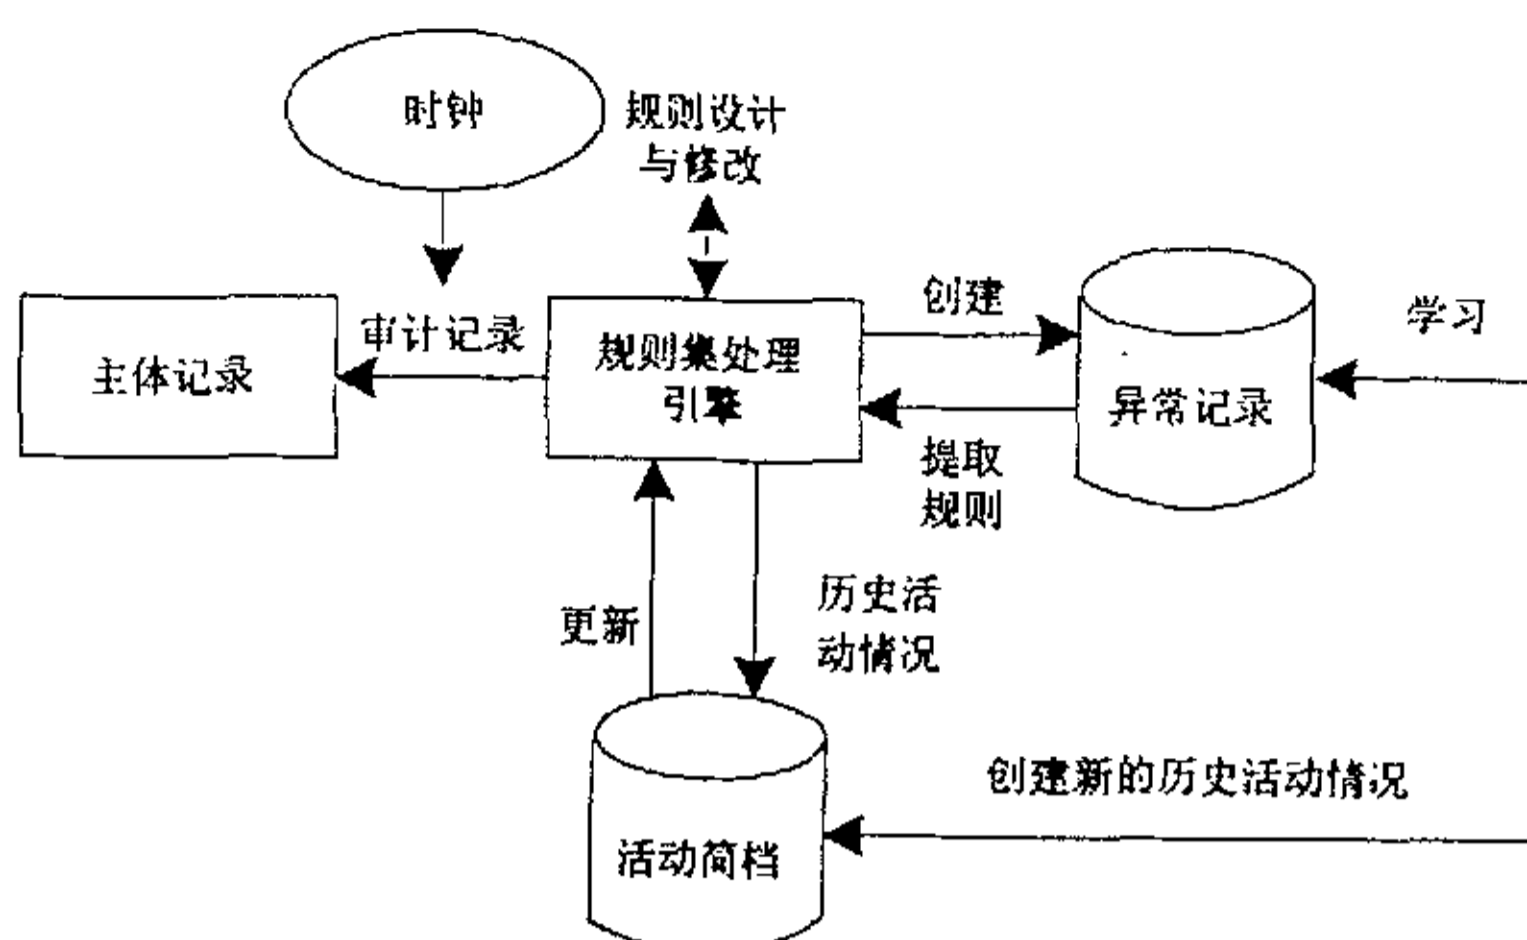 时钟
规则设计
与修改
创建
学习
审计记录
主体记录
规则集处理
引擎
异常记录
提取
规则
更新
历史活
动情况
创建新的历史活动情况
活动简档